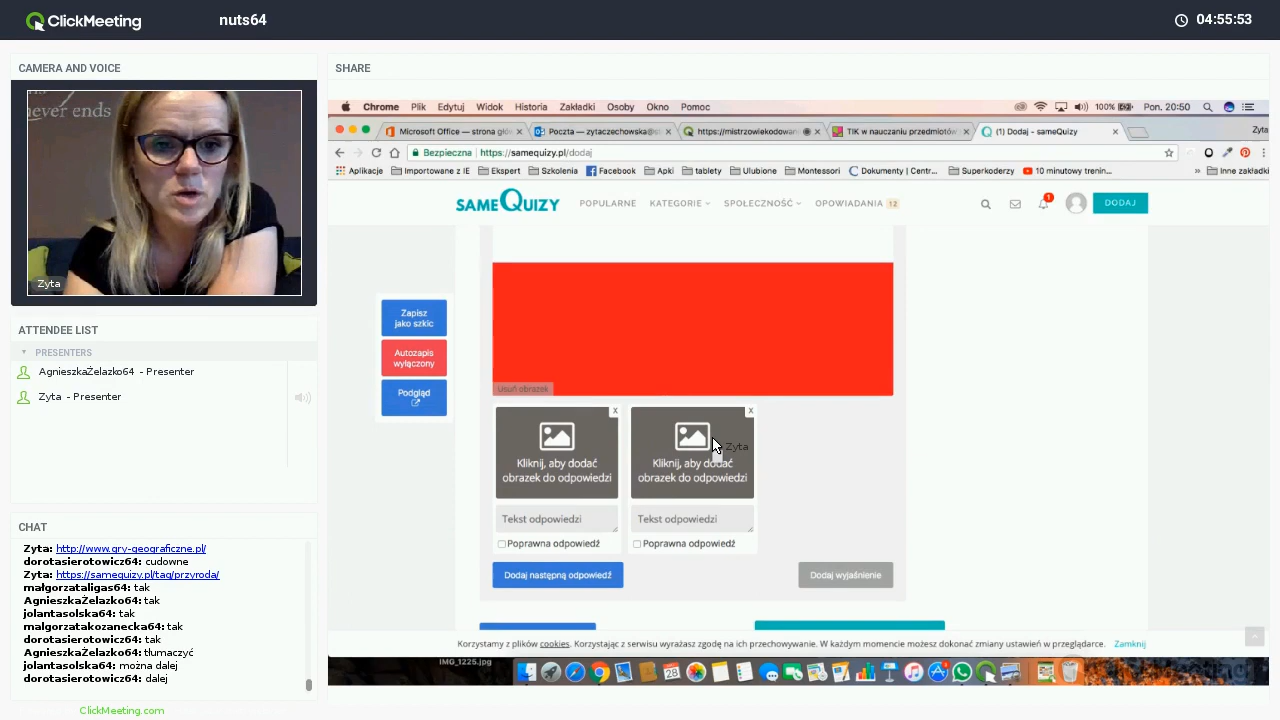 ClickMeeting
nuts64
04:55:53
CAMERA AND VOICE
never ends
Zyta
ATTENDEE LIST
PRESENTERS
AgnieszkaŻelazko64 - Presenter
Zyta - Presenter
CHAT
Zyta: http://www.gry-geograficzne.pl/
dorotasierotowicz64: cudowne
Zyta: https://samequizy.pl/tag/przyroda/
małgorzataligas64: tak
AgnieszkaŻelazko64: tak
jolantasolska64: tak
malgorzatakozanecka64: tak
dorotasierotowicz64: tak
AgnieszkaŻelazko64: tłumaczyć
jolantasolska64: można dalej
dorotasierotowicz64: dalej
ClickMeeting.com
SHARE
Chrome Plik Edytuj Widok Historia Zakładki Osoby Okno Pomoc 100% Pon. 20:50
Microsoft Office — strona głó Poczta — zytaczechowska@s https://mistrzowiekodowan TIK w nauczaniu przedmiotów (1) Dodaj - sameQuizy Zyta
Bezpieczna https://samequizy.pl/dodaj
Aplikacje Importowane z IE Ekspert Szkolenia Facebook Apki tablety Ulubione Montessori Dokumenty | Centr... Superkoderzy 10 minutowy trenin... » Inne zakładki
SAMEQUIZY POPULARNE KATEGORIE SPOŁECZNOŚĆ OPOWIADANIA 12 1 DODAJ
Zapisz
jako szkic
Autozapis
wyłączony
Podgląd
Usuń obrazek
x x
Kliknij, aby dodać
obrazek do odpowiedzi
Kliknij, aby dodać
obrazek do odpowiedzi
Zyta
Tekst odpowiedzi Tekst odpowiedzi
Poprawna odpowiedź Poprawna odpowiedź
Dodaj następną odpowiedź Dodaj wyjaśnienie
Korzystamy z plików cookies. Korzystając z serwisu wyrażasz zgodę na ich przechowywanie. W każdym momencie możesz dokonać zmiany ustawień w przeglądarce. Zamknij
IMG_1225.jpg
28